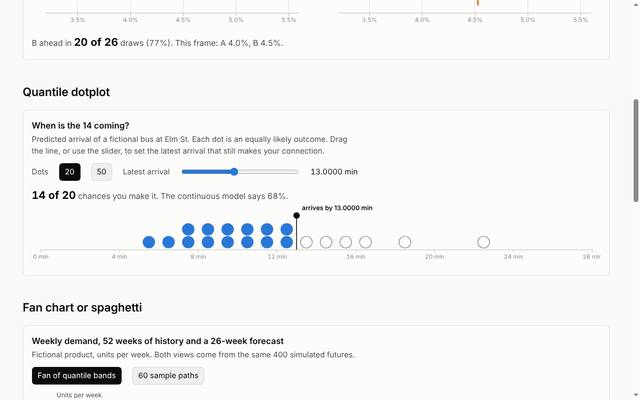 3.5% 4.0% 4.5% 5.0% 5.5% 3.5% 4.0% 4.5% 5.0% 5.5%
B ahead in 20 of 26 draws (77%). This frame: A 4.0%, B 4.5%.
Quantile dotplot
When is the 14 coming?
Predicted arrival of a fictional bus at Elm St. Each dot is an equally likely outcome. Drag
the line, or use the slider, to set the latest arrival that still makes your connection.
Dots 20 50 Latest arrival 13.0000 min
14 of 20 chances you make it. The continuous model says 68%.
arrives by 13.0000 min
0 min 4 min 8 min 12 min 16 min 20 min 24 min 28 min
Fan chart or spaghetti
Weekly demand, 52 weeks of history and a 26-week forecast
Fictional product, units per week. Both views come from the same 400 simulated futures.
Fan of quantile bands 60 sample paths
Units per week